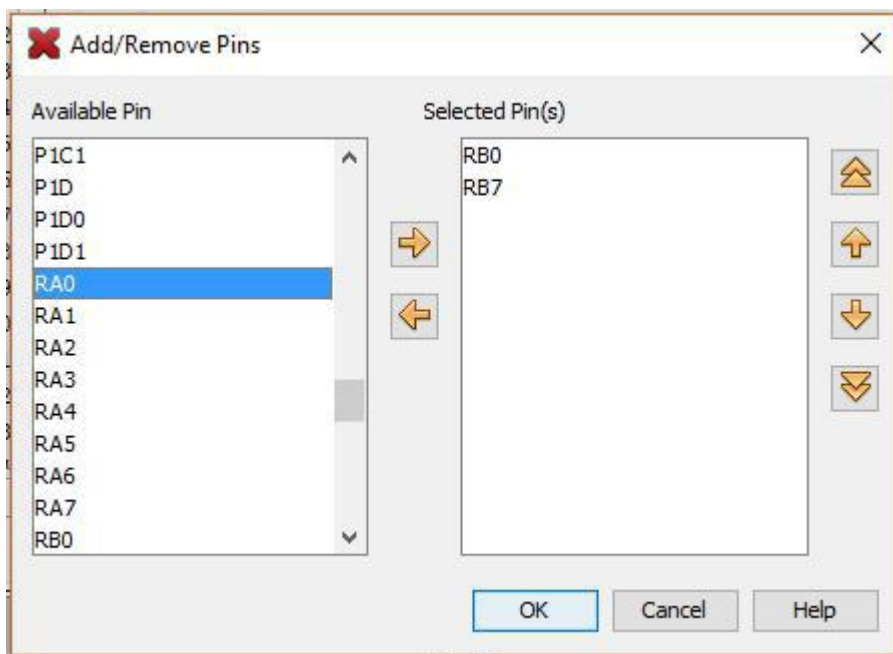 Add/Remove Pins
Available Pin
P1C1
P1D
P1D0
P1D1
RA0
RA1
RA2
RA3
RA4
RA5
RA6
RA7
RB0
Selected Pin(s)
RB0
RB7
OK
Cancel
Help